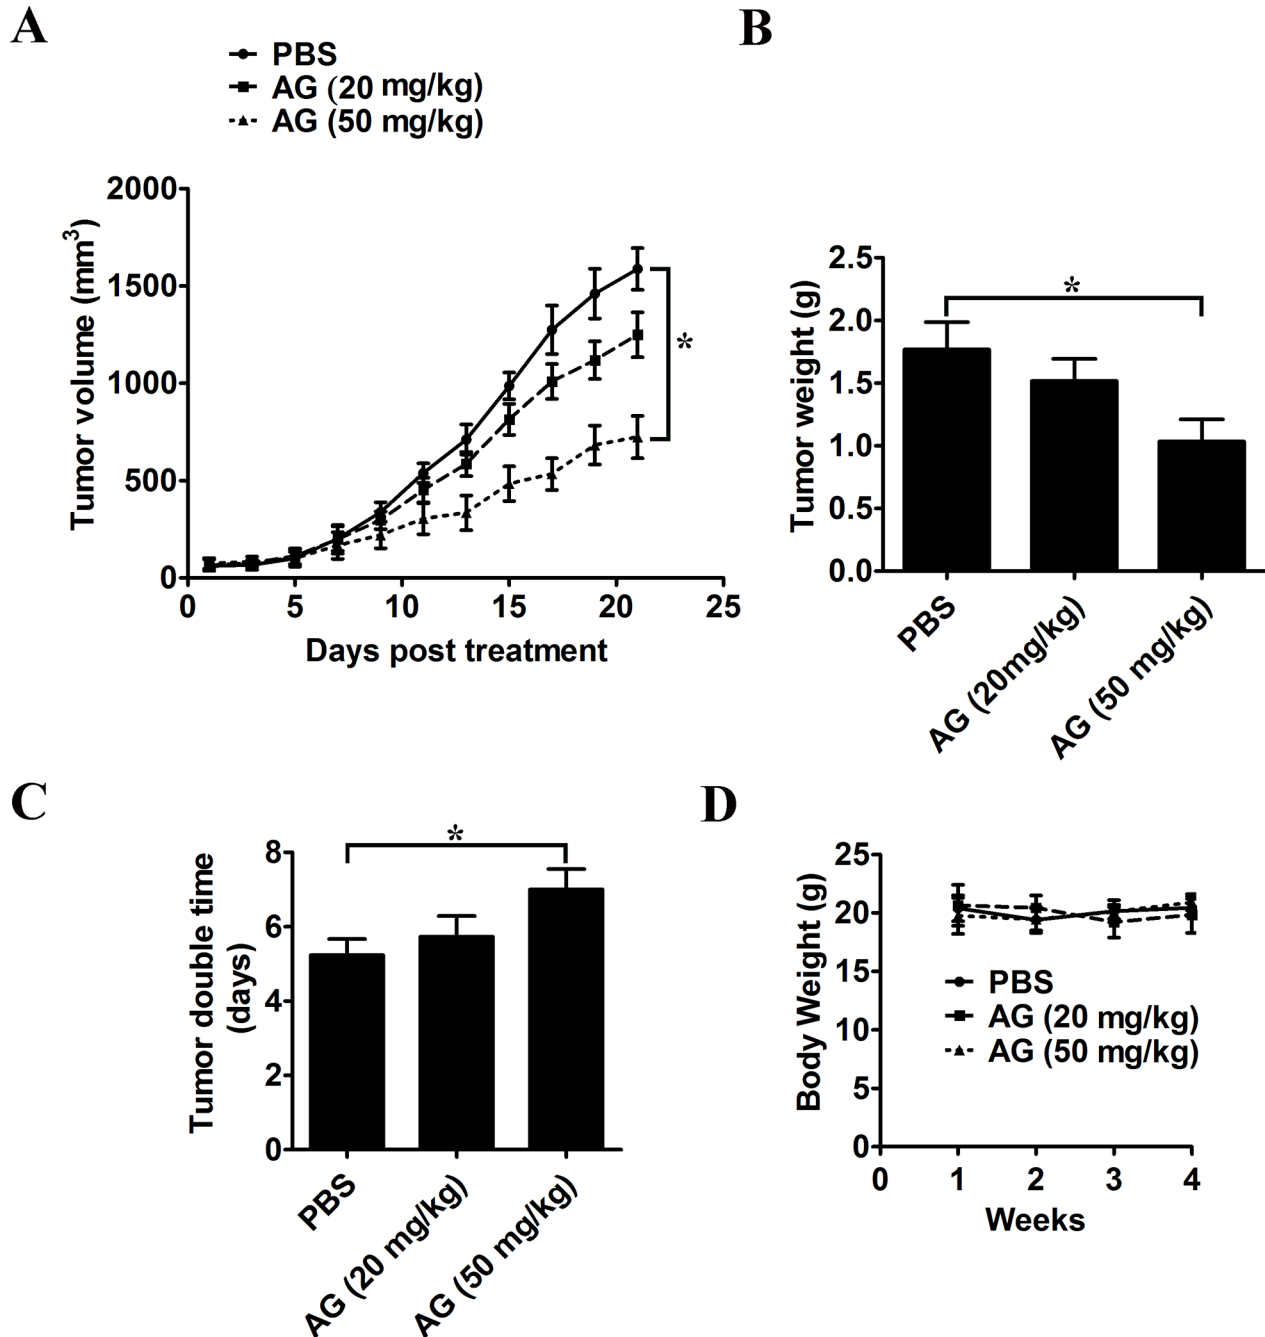 A
PBS
AG (20 mg/kg)
AG (50 mg/kg)
2000
1500
1000
500
0
Tumor volume (mm³)
*
0 5 10 15 20 25
Days post treatment
B
2.5
2.0
1.5
1.0
0.5
0.0
Tumor weight (g)
*
PBS
AG (20mg/kg)
AG (50 mg/kg)
C
8
6
4
2
0
Tumor double time
(days)
*
PBS
AG (20 mg/kg)
AG (50 mg/kg)
D
25
20
15
10
5
0
Body Weight (g)
PBS
AG (20 mg/kg)
AG (50 mg/kg)
0 1 2 3 4
Weeks